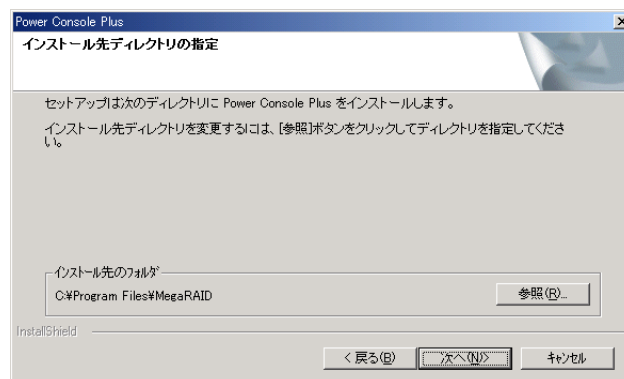 Power Console Plus
インストール先ディレクトリの指定
セットアップは次のディレクトリに Power Console Plus をインストールします。
インストール先ディレクトリを変更するには、[参照]ボタンをクリックしてディレクトリを指定してくださ
い。
インストール先のフォルダ
C:¥Program Files¥MegaRAID
参照(R)...
InstallShield
< 戻る(B)
次へ(N)>
キャンセル